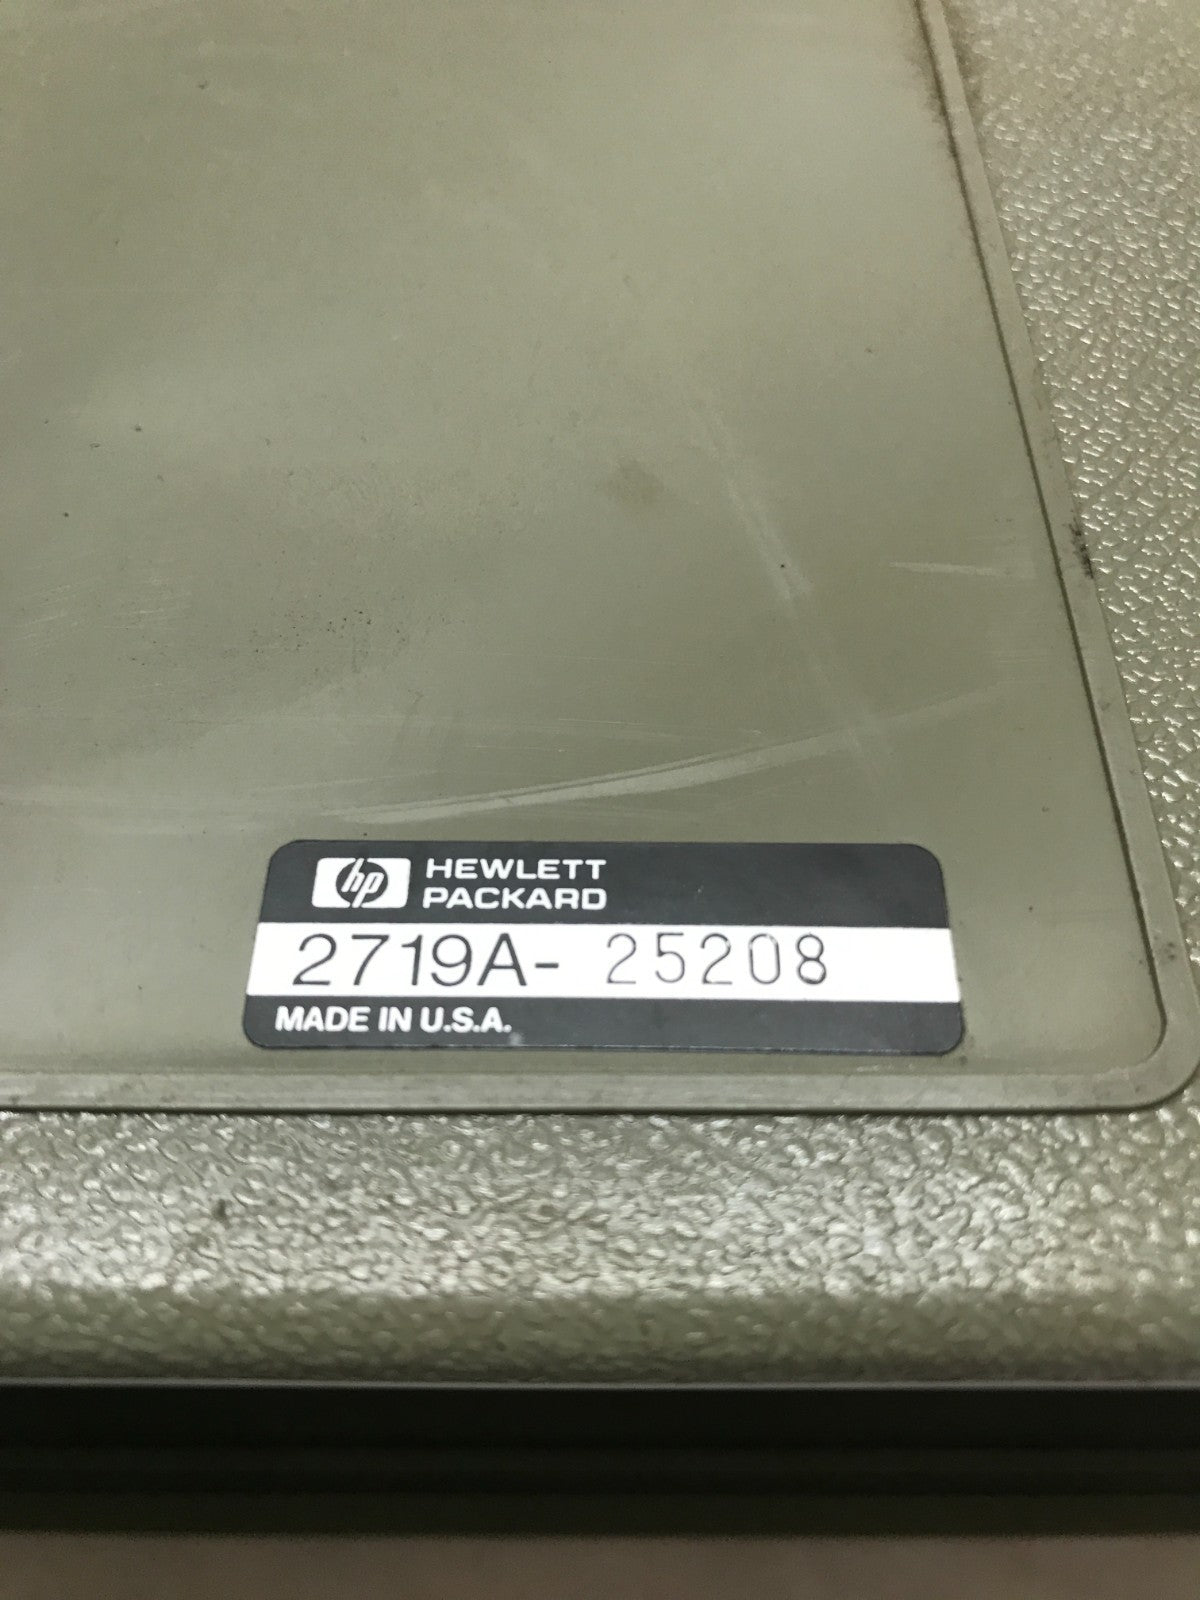 hp HEWLETT
PACKARD
2719A- 25208
MADE IN U.S.A.